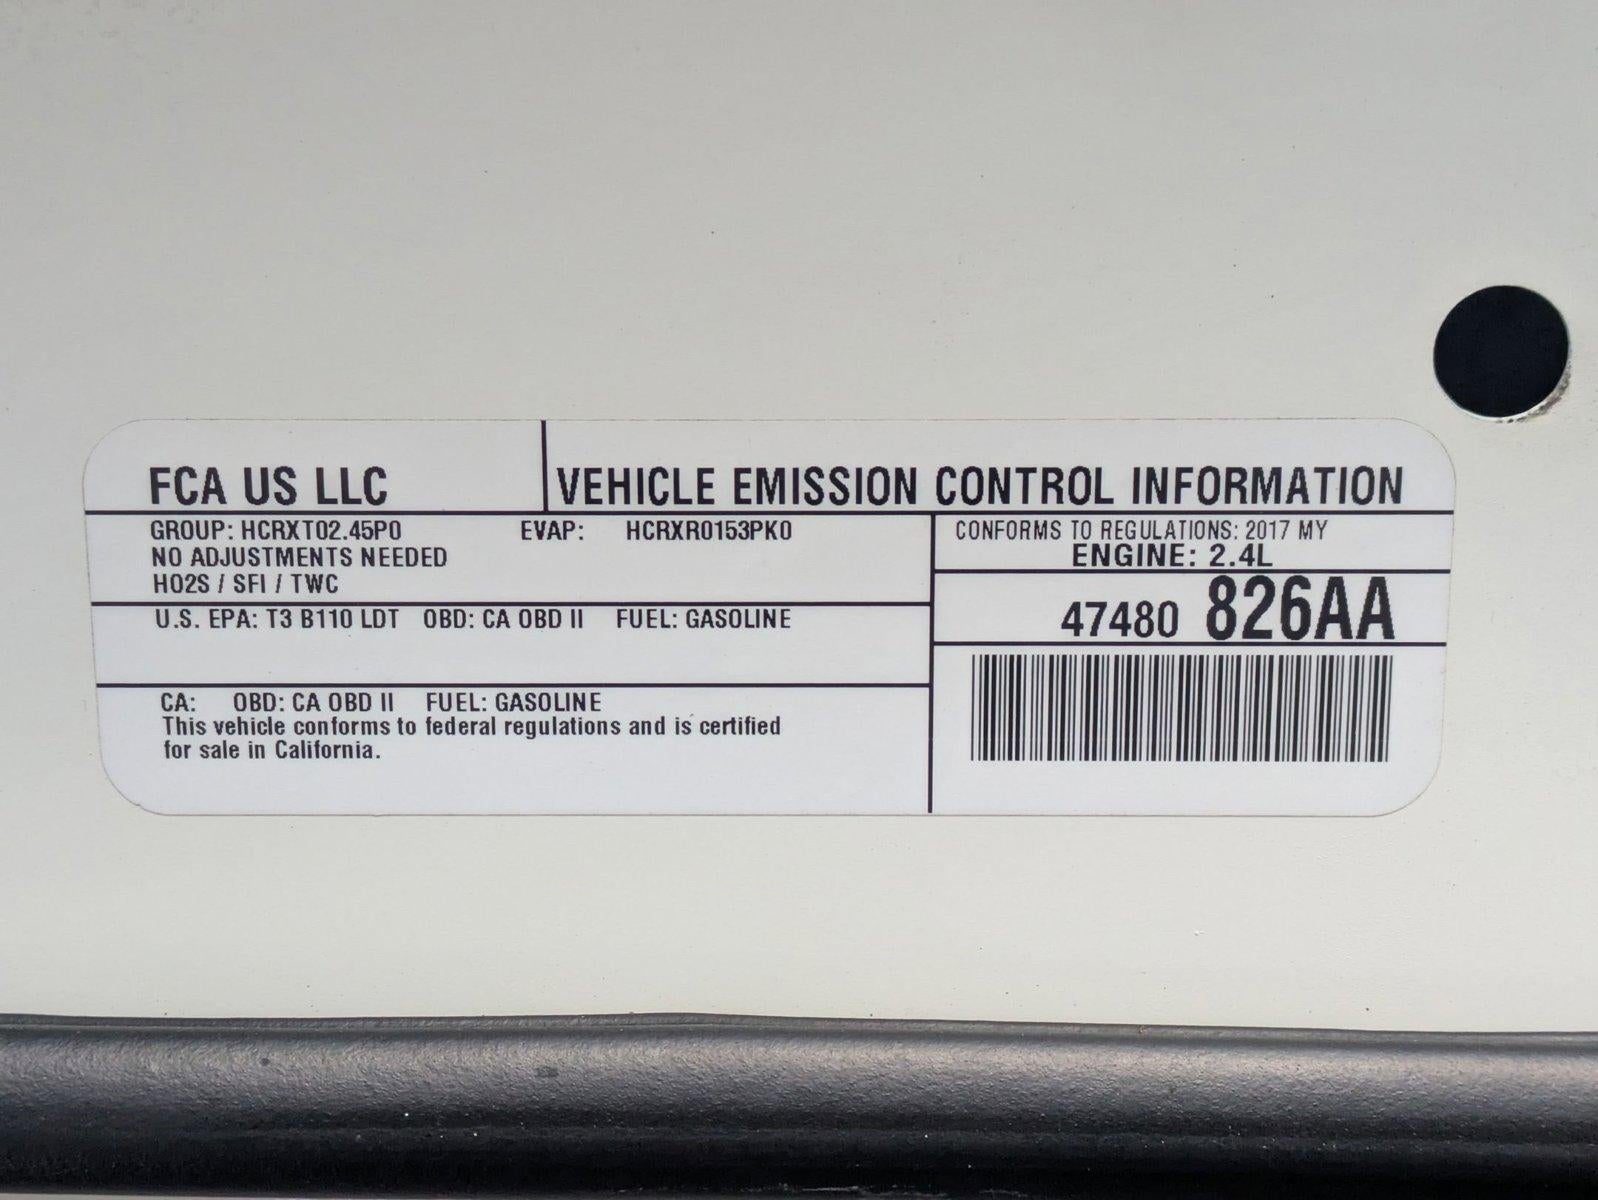 FCA US LLC
VEHICLE EMISSION CONTROL INFORMATION
GROUP: HCRXT02.45P0 EVAP: HCRXR0153PK0
NO ADJUSTMENTS NEEDED
HO2S / SFI / TWC
U.S. EPA: T3 B110 LDT OBD: CA OBD II FUEL: GASOLINE
CA: OBD: CA OBD II FUEL: GASOLINE
This vehicle conforms to federal regulations and is certified
for sale in California.
CONFORMS TO REGULATIONS: 2017 MY
ENGINE: 2.4L
47480 826AA